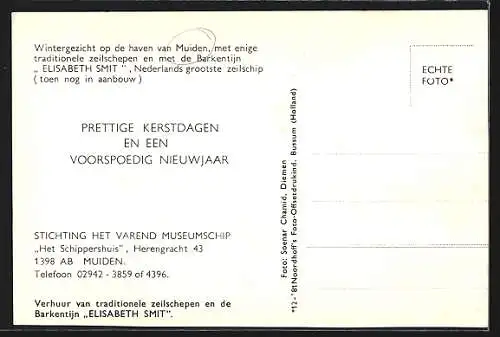 Wintergezicht op de haven van Muiden, met enige
traditionele zeilschepen en met de Barkentijn
„ ELISABETH SMIT ", Nederlands grootste zeilschip
( toen nog in aanbouw )
PRETTIGE KERSTDAGEN
EN EEN
VOORSPOEDIG NIEUWJAAR
STICHTING HET VAREND MUSEUMSCHIP
„Het Schippershuis", Herengracht 43
1398 AB MUIDEN.
Telefoon 02942 - 3859 of 4396.
Verhuur van traditionele zeilschepen en de
Barkentijn „ELISABETH SMIT".
Foto: Soenar Chamid, Diemen
*12-'81 Noordhoff's Foto-Offsetdrukind. Bussum (Holland)
ECHTE
FOTO*